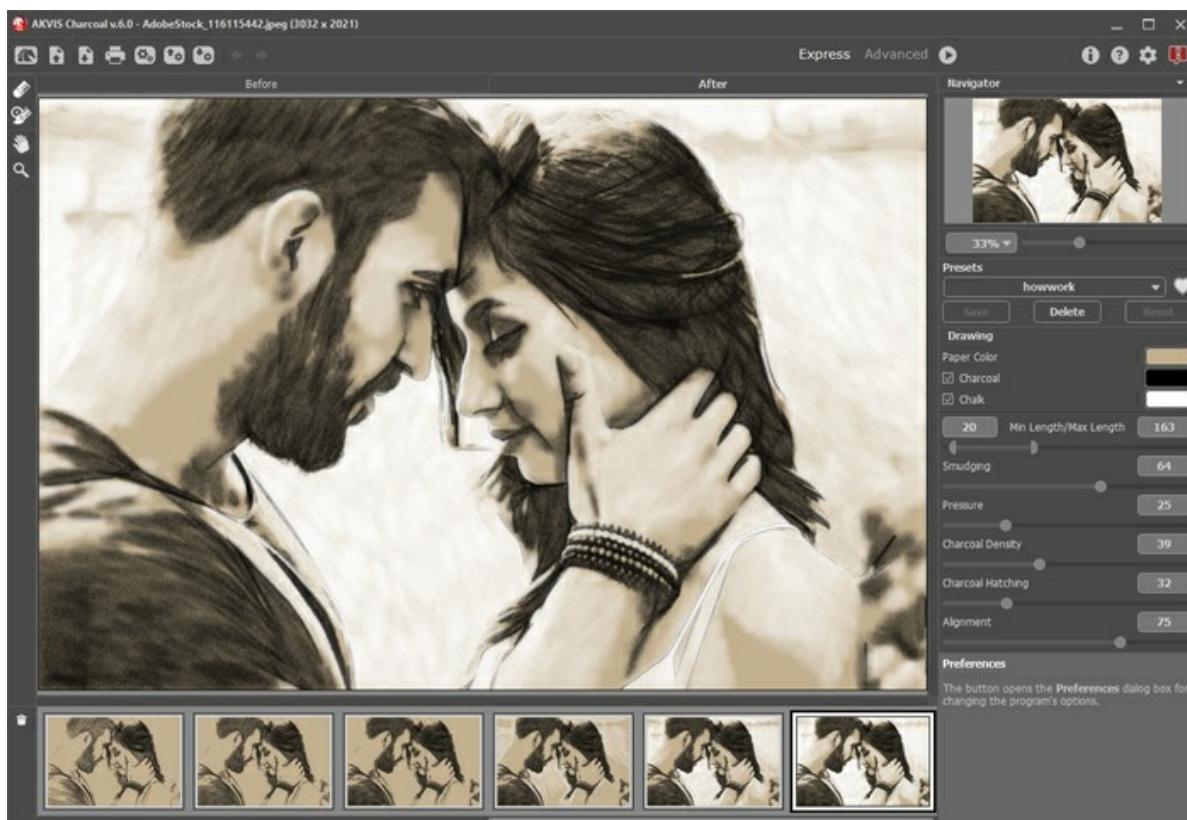 AKVIS Charcoal v.6.0 - AdobeStock_116115442.jpeg (3032 x 2021)
Express Advanced
Before After
Navigator
33%
Presets
howwork
Save Delete Reset
Drawing
Paper Color
Charcoal
Chalk
20 Min Length/Max Length 163
Smudging 64
Pressure 25
Charcoal Density 39
Charcoal Hatching 32
Alignment 75
Preferences
The button opens the Preferences dialog box for
changing the program's options.